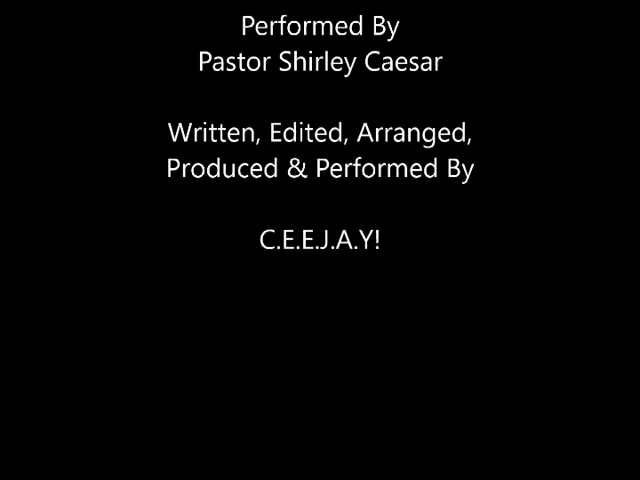 Performed By
Pastor Shirley Caesar
Written, Edited, Arranged,
Produced & Performed By
C.E.E.J.A.Y!